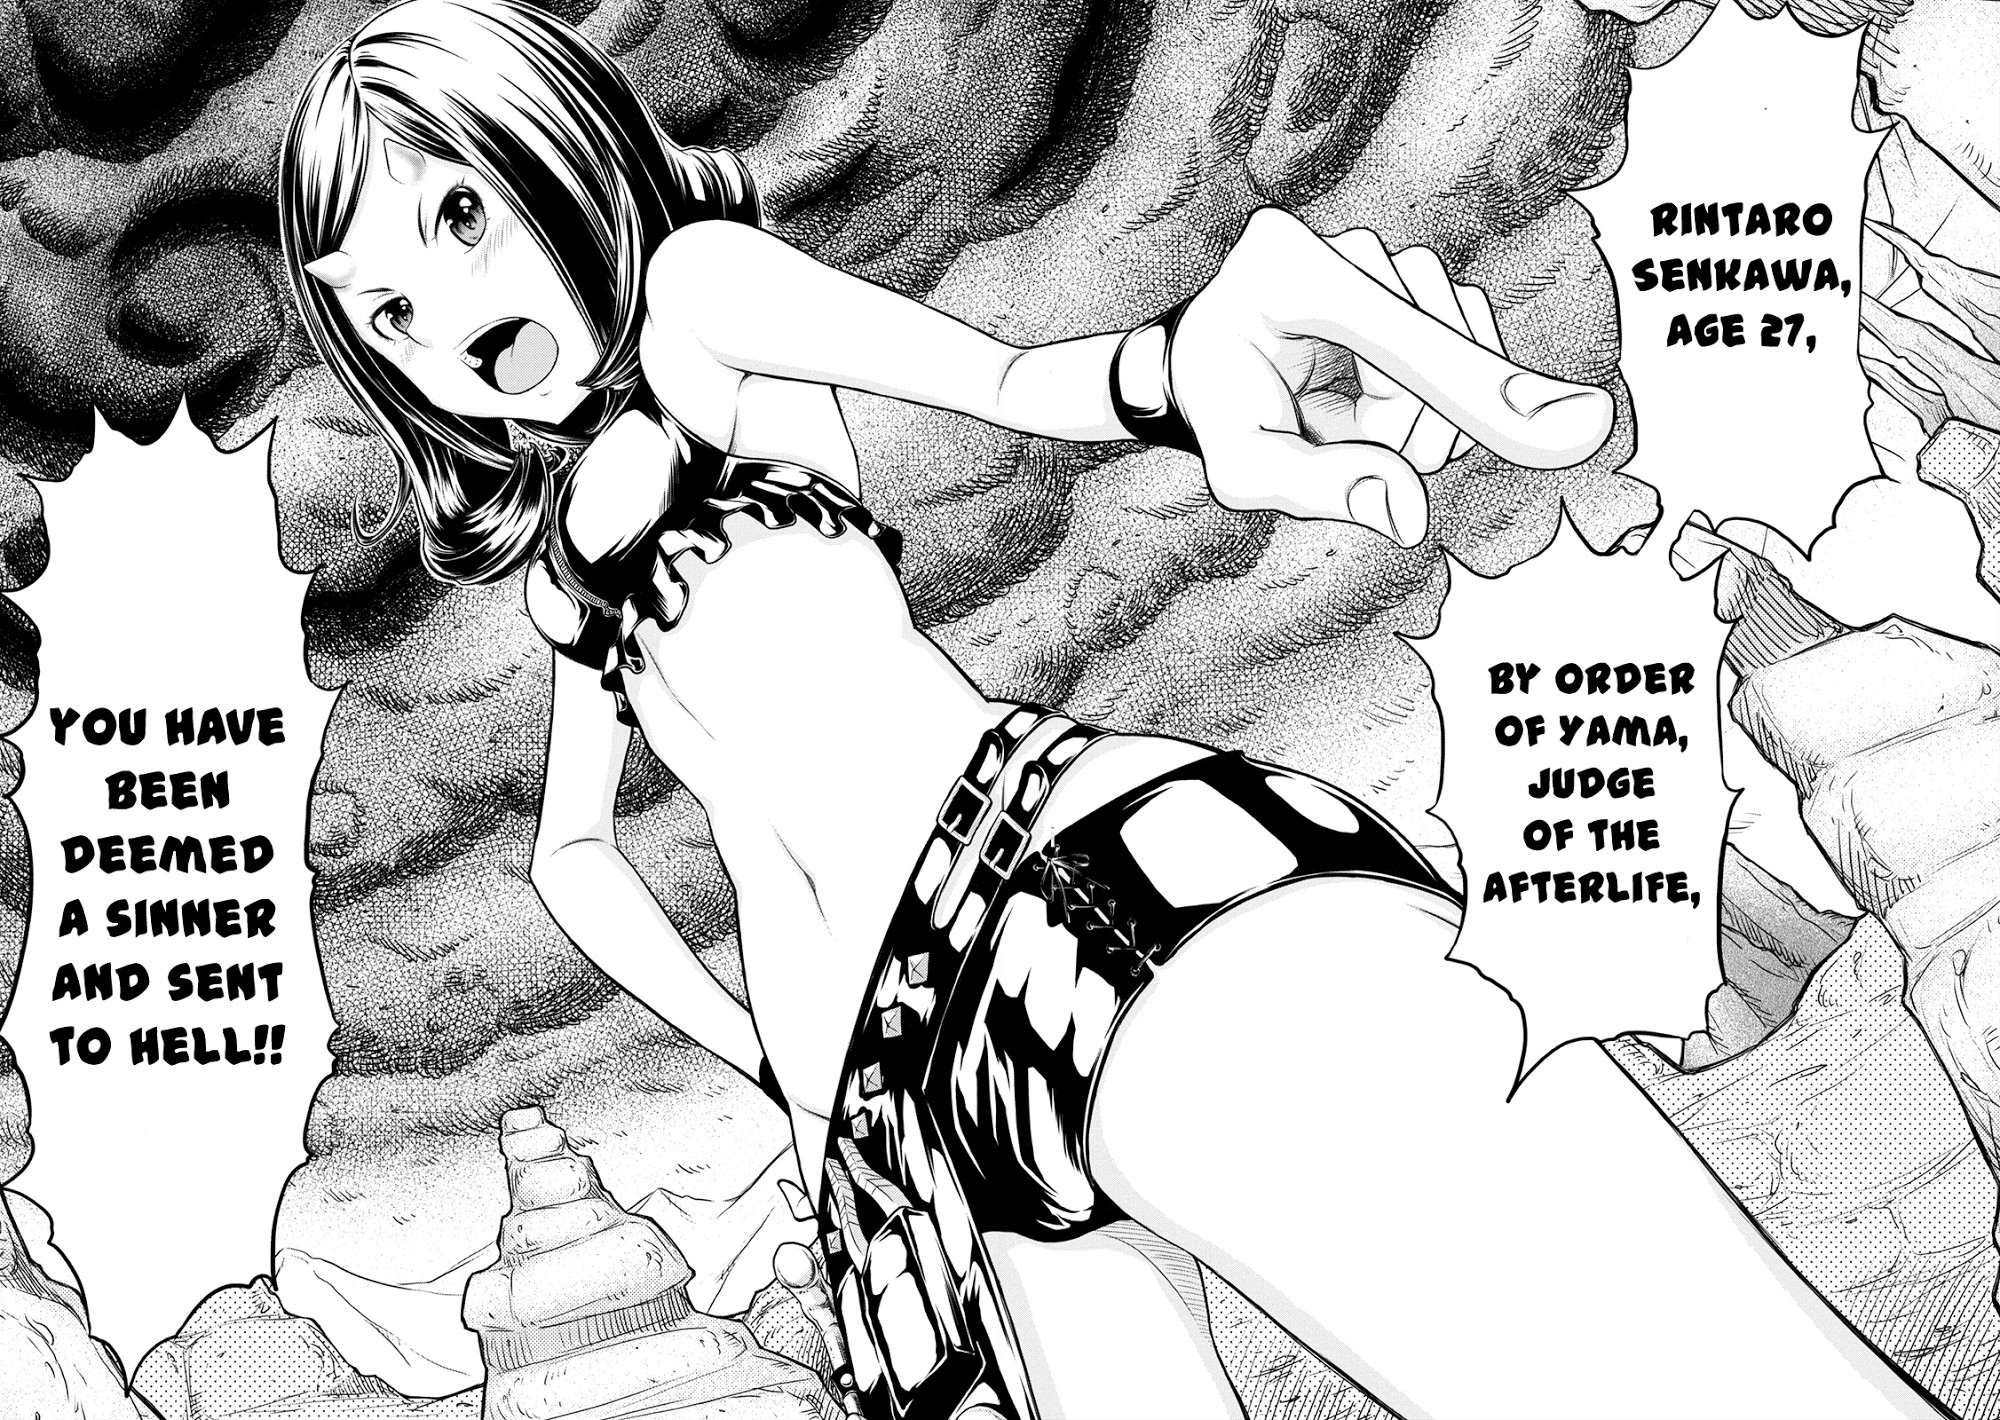 RINTARO
SENKAWA,
AGE 27,
BY ORDER
OF YAMA,
JUDGE
OF THE
AFTERLIFE,
YOU HAVE
BEEN
DEEMED
A SINNER
AND SENT
TO HELL!!